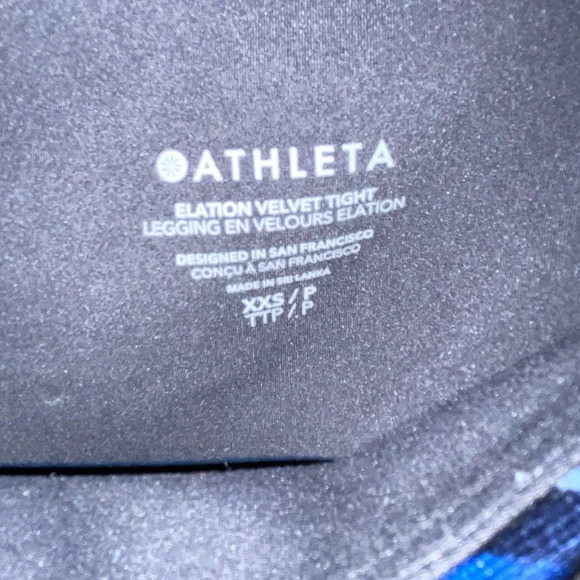 ATHLETA
ELATION VELVET TIGHT
LEGGING EN VELOURS ELATION
DESIGNED IN SAN FRANCISCO
CONÇU À SAN FRANCISCO
MADE IN SRI LANKA
XXS / P
TTP / P